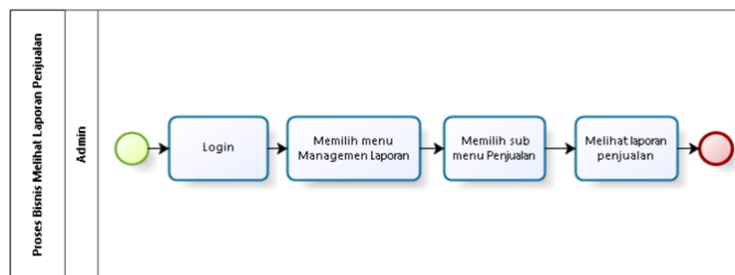 Proses Bisnis Melihat Laporan Penjualan
Admin
Login
Memilih menu
Managemen Laporan
Memilih sub
menu Penjualan
Melihat laporan
penjualan